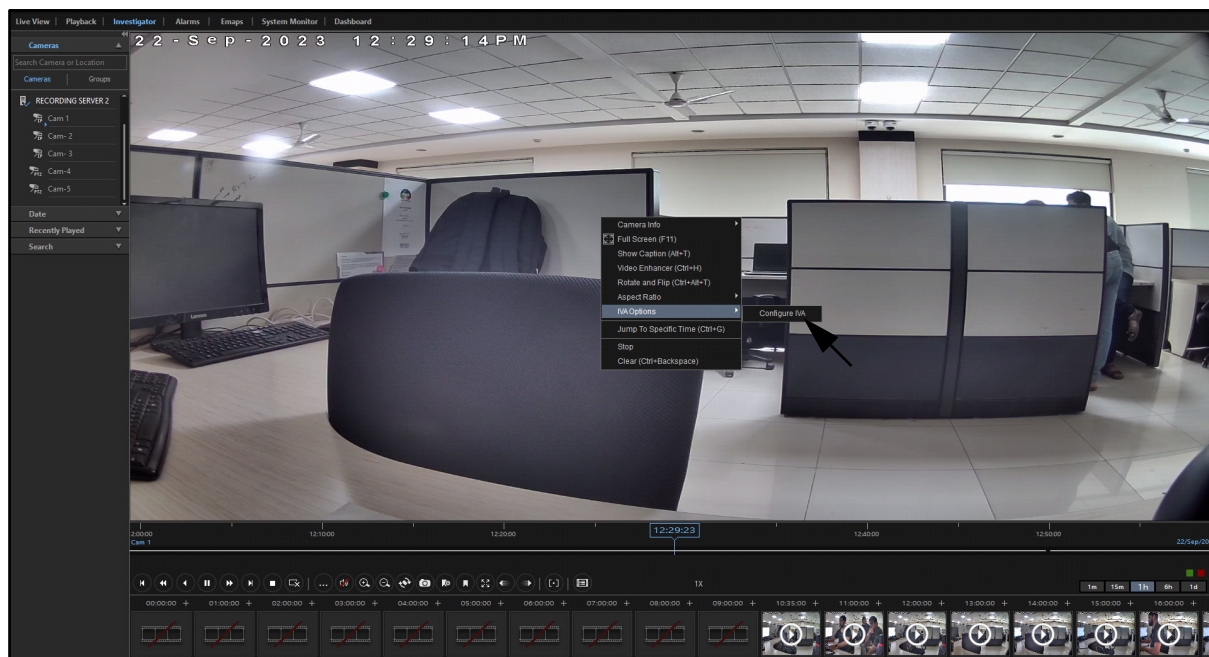 Live View | Playback | Investigator | Alarms | Emaps | System Monitor | Dashboard
Cameras
Search Camera or Location
Cameras | Groups
RECORDING SERVER 2
Cam 1
Cam- 2
Cam- 3
Cam-4
Cam-5
Date
Recently Played
Search
22-Sep-2023 12:29:14PM
Lenovo
Camera Info
Full Screen (F11)
Show Caption (Alt+T)
Video Enhancer (Ctrl+H)
Rotate and Flip (Ctrl+Alt+T)
Aspect Ratio
IVA Options
Configure IVA
Jump To Specific Time (Ctrl+G)
Stop
Clear (Ctrl+Backspace)
2:00:00 12:10:00 12:20:00 12:29:23 12:40:00 12:50:00
Cam 1 22/Sep/20
1X
1m 15m 1h 6h 1d
00:00:00 + 01:00:00 + 02:00:00 + 03:00:00 + 04:00:00 + 05:00:00 + 06:00:00 + 07:00:00 + 08:00:00 + 09:00:00 + 10:35:00 + 11:00:00 + 12:00:00 + 13:00:00 + 14:00:00 + 15:00:00 + 16:00:00 +